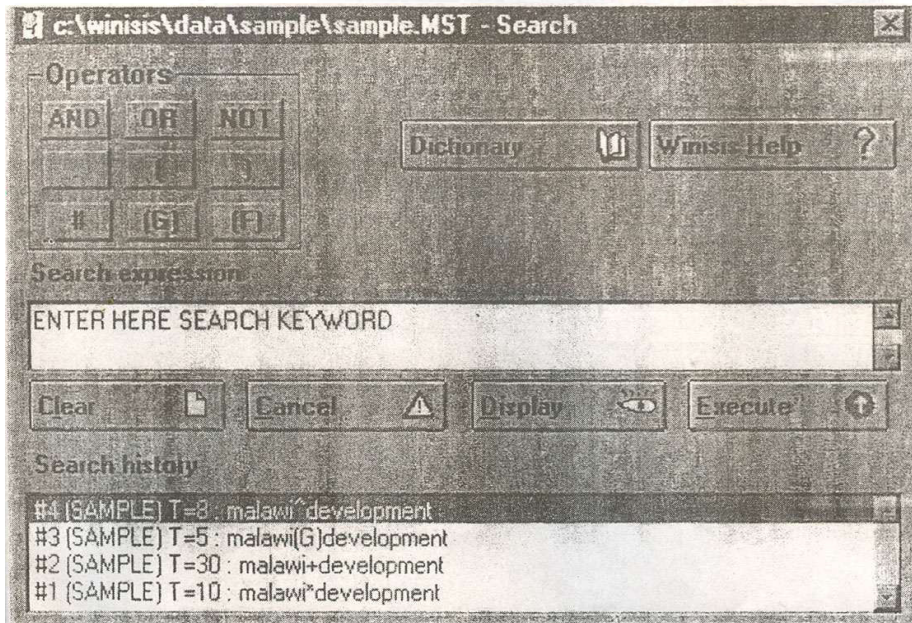 c:\winisis\data\sample\sample.MST - Search
Operators
AND OR NOT
( )
# (G) (F)
Dictionary
Winisis Help ?
Search expression
ENTER HERE SEARCH KEYWORD
Clear Cancel Display Execute
Search history
#4 (SAMPLE) T=8 : malawi^development
#3 (SAMPLE) T=5 : malawi(G)development
#2 (SAMPLE) T=30 : malawi+development
#1 (SAMPLE) T=10 : malawi*development